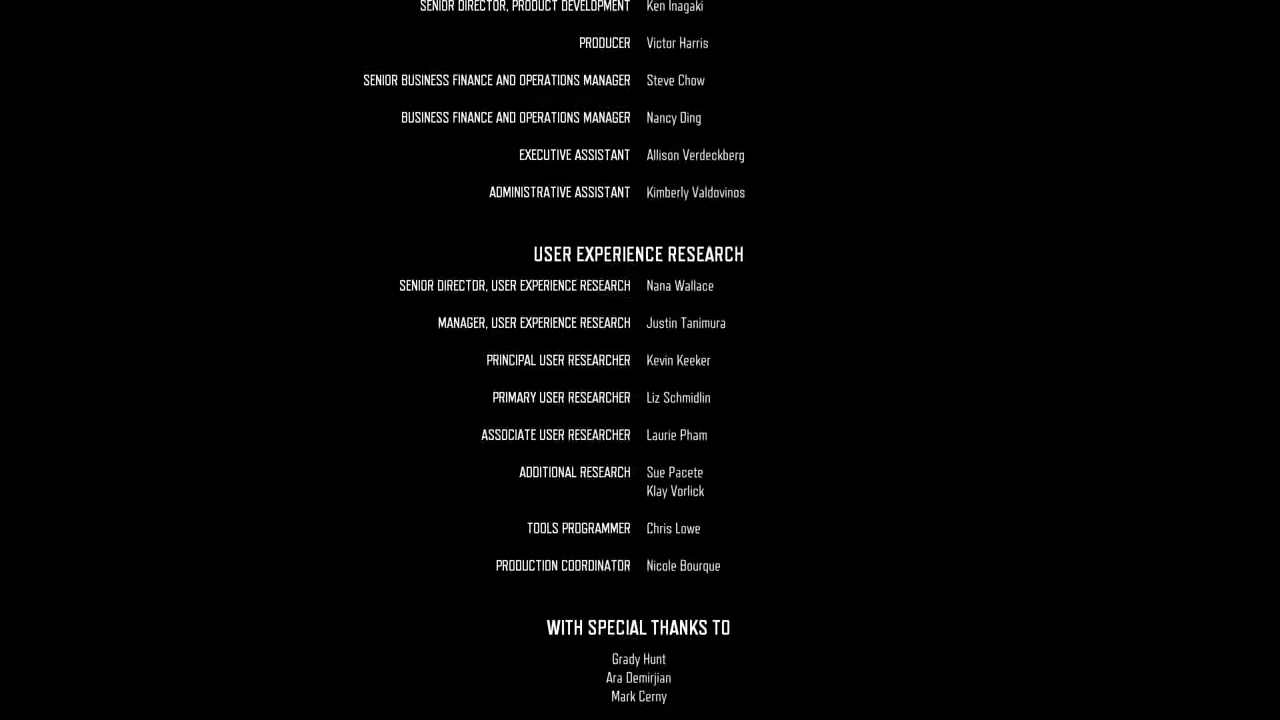 SENIOR DIRECTOR, PRODUCT DEVELOPMENT Ken Inagaki
PRODUCER Victor Harris
SENIOR BUSINESS FINANCE AND OPERATIONS MANAGER Steve Chow
BUSINESS FINANCE AND OPERATIONS MANAGER Nancy Ding
EXECUTIVE ASSISTANT Allison Verdeckberg
ADMINISTRATIVE ASSISTANT Kimberly Valdovinos
USER EXPERIENCE RESEARCH
SENIOR DIRECTOR, USER EXPERIENCE RESEARCH Nana Wallace
MANAGER, USER EXPERIENCE RESEARCH Justin Tanimura
PRINCIPAL USER RESEARCHER Kevin Keeker
PRIMARY USER RESEARCHER Liz Schmidlin
ASSOCIATE USER RESEARCHER Laurie Pham
ADDITIONAL RESEARCH Sue Pacete
Klay Vorlick
TOOLS PROGRAMMER Chris Lowe
PRODUCTION COORDINATOR Nicole Bourque
WITH SPECIAL THANKS TO
Grady Hunt
Ara Demirjian
Mark Cerny